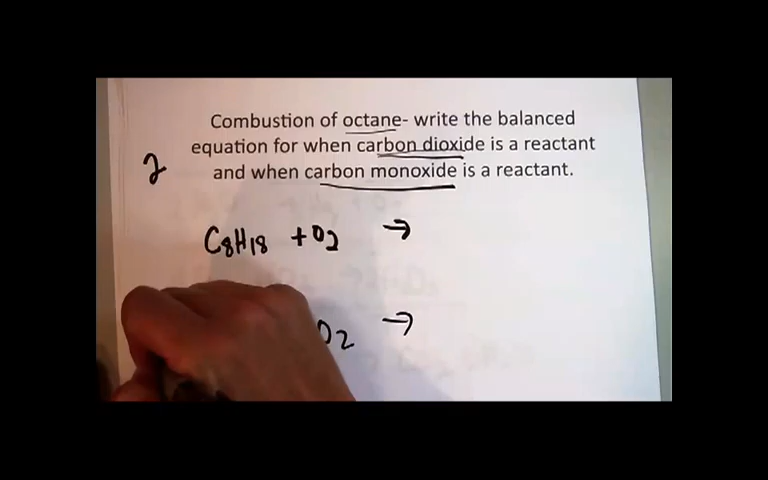 Combustion of octane- write the balanced
equation for when carbon dioxide is a reactant
and when carbon monoxide is a reactant.
2
C8H18 + O2 →
O2 →